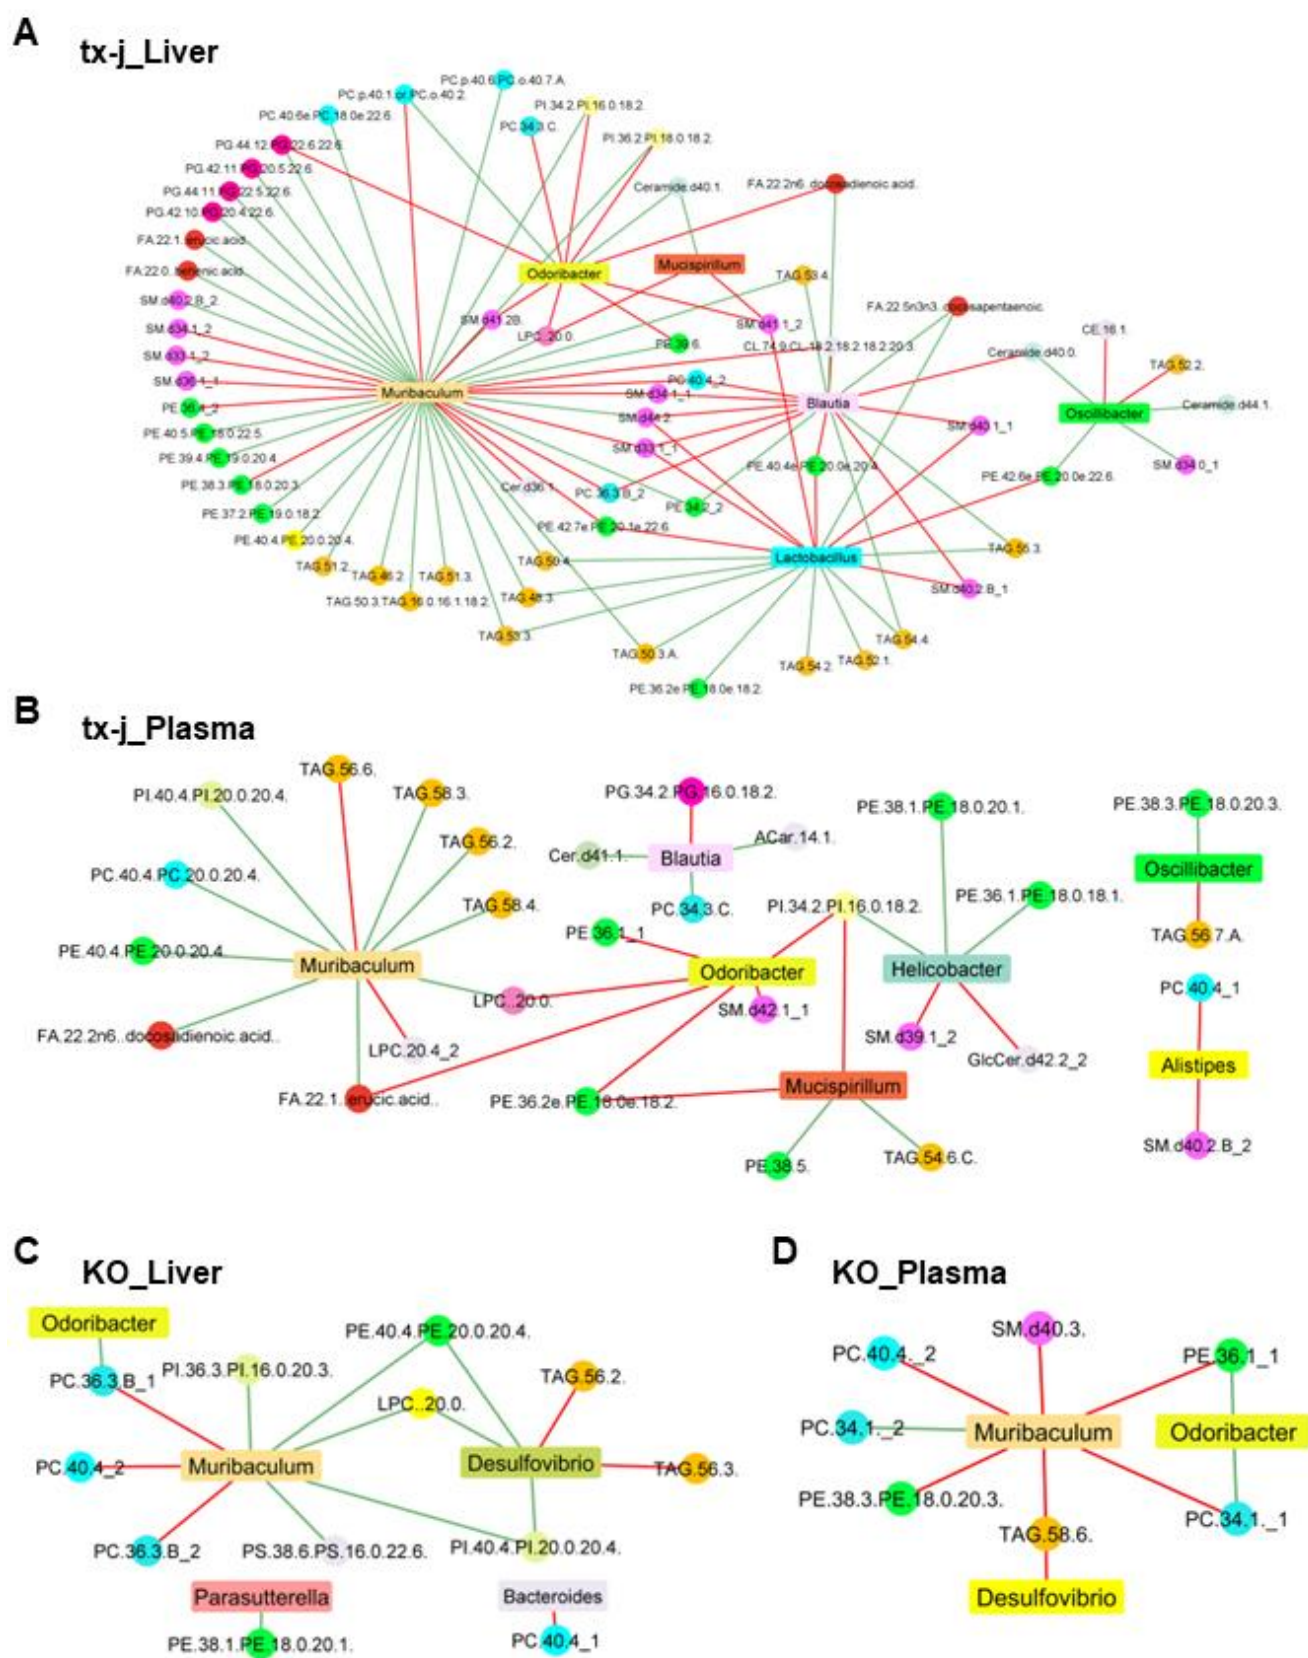 A
tx-j_Liver
PC.p.40.6.PC.o.40.7.A.
PC.p.40.1.or.PC.o.40.2.
PI.34.2.PI.16.0.18.2.
PC.40.6e.PC.18.0e.22.6.
PC.34.3.C.
PI.36.2.PI.18.0.18.2.
PG.44.12.PG.22.6.22.6.
PG.42.11.PG.20.5.22.6.
Ceramide.d40.1.
FA.22.2n6..docosadienoic.acid..
PG.44.11.PG.22.5.22.6.
PG.42.10.PG.20.4.22.6.
FA.22.1..erucic.acid..
Mucispirillum
FA.22.0..behenic.acid..
Odoribacter
TAG.53.4.
SM.d40.2.B_2
FA.22.5n3n3..docosapentaenoic.
SM.d41.2B.
SM.d41.1_2
SM.d34.1_2
LPC..20.0.
CE.16.1.
PE.39.6.
CL.74.9.CL.18.2.18.2.18.2.20.3.
Ceramide.d40.0.
SM.d33.1_2
TAG.52.2.
SM.d36.1_1
PC.40.4_2
Muribaculum
SM.d34.1_1
Blautia
PE.36.4_2
Ceramide.d44.1.
Oscillibacter
SM.d44.2.
SM.d40.1_1
PE.40.5.PE.18.0.22.5.
SM.d33.1_1
PE.39.4.PE.19.0.20.4.
PE.40.4e.PE.20.0e.20.4.
SM.d34.0_1
PE.42.6e.PE.20.0e.22.6.
PE.38.3.PE.18.0.20.3.
Cer.d36.1.
PC.36.3.B_2
PE.34.2_2
PE.37.2.PE.19.0.18.2.
PE.42.7e.PE.20.1e.22.6.
PE.40.4.PE.20.0.20.4.
TAG.55.3.
Lactobacillus
TAG.51.2.
TAG.50.4.
TAG.46.2.
TAG.51.3.
SM.d40.2.B_1
TAG.50.3.TAG.16.0.16.1.18.2.
TAG.48.3.
TAG.53.3.
TAG.54.4.
TAG.50.3.A.
TAG.54.2.
TAG.52.1.
PE.36.2e.PE.18.0e.18.2.
B
tx-j_Plasma
TAG.56.6.
PI.40.4.PI.20.0.20.4.
TAG.58.3.
PG.34.2.PG.16.0.18.2.
PE.38.1.PE.18.0.20.1.
PE.38.3.PE.18.0.20.3.
TAG.56.2.
ACar.14.1.
Cer.d41.1.
Blautia
Oscillibacter
PC.40.4.PC.20.0.20.4.
PE.36.1.PE.18.0.18.1.
TAG.58.4.
PC.34.3.C.
PI.34.2.PI.16.0.18.2.
PE.36.1_1
TAG.56.7.A.
PE.40.4.PE.20.0.20.4.
Muribaculum
Odoribacter
Helicobacter
PC.40.4_1
LPC..20.0.
SM.d42.1_1
FA.22.2n6..docosadienoic.acid..
SM.d39.1_2
LPC.20.4_2
GlcCer.d42.2_2
Alistipes
Mucispirillum
FA.22.1..erucic.acid..
PE.36.2e.PE.18.0e.18.2.
SM.d40.2.B_2
PE.38.5.
TAG.54.6.C.
C
KO_Liver
Odoribacter
PE.40.4.PE.20.0.20.4.
PI.36.3.PI.16.0.20.3.
PC.36.3.B_1
TAG.56.2.
LPC..20.0.
PC.40.4_2
Muribaculum
Desulfovibrio
TAG.56.3.
PC.36.3.B_2
PS.38.6.PS.16.0.22.6.
PI.40.4.PI.20.0.20.4.
Parasutterella
Bacteroides
PE.38.1.PE.18.0.20.1.
PC.40.4_1
D
KO_Plasma
SM.d40.3.
PC.40.4._2
PE.36.1_1
PC.34.1._2
Muribaculum
Odoribacter
PE.38.3.PE.18.0.20.3.
PC.34.1._1
TAG.58.6.
Desulfovibrio